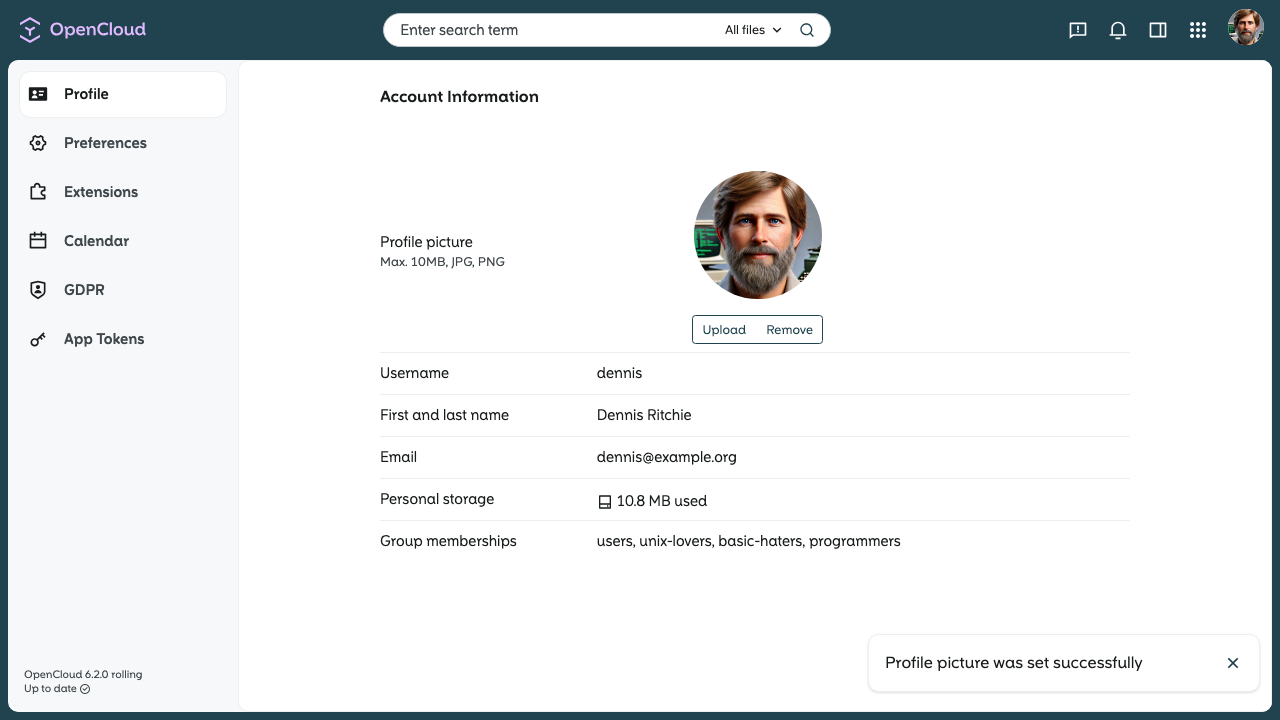 OpenCloud
Enter search term
All files
Profile
Preferences
Extensions
Calendar
GDPR
App Tokens
OpenCloud 6.2.0 rolling
Up to date
Account Information
Profile picture
Max. 10MB, JPG, PNG
Upload Remove
Username dennis
First and last name Dennis Ritchie
Email dennis@example.org
Personal storage 10.8 MB used
Group memberships users, unix-lovers, basic-haters, programmers
Profile picture was set successfully